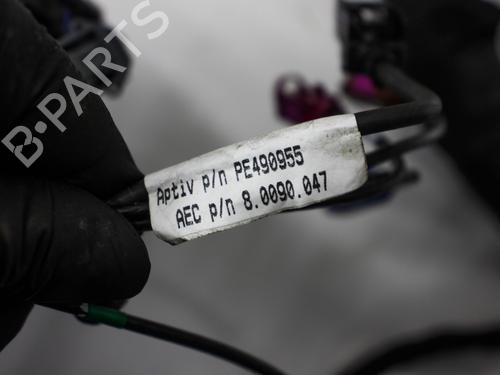 B-PARTS
Aptiv p/n PE490955
AEC p/n 8.0090.047